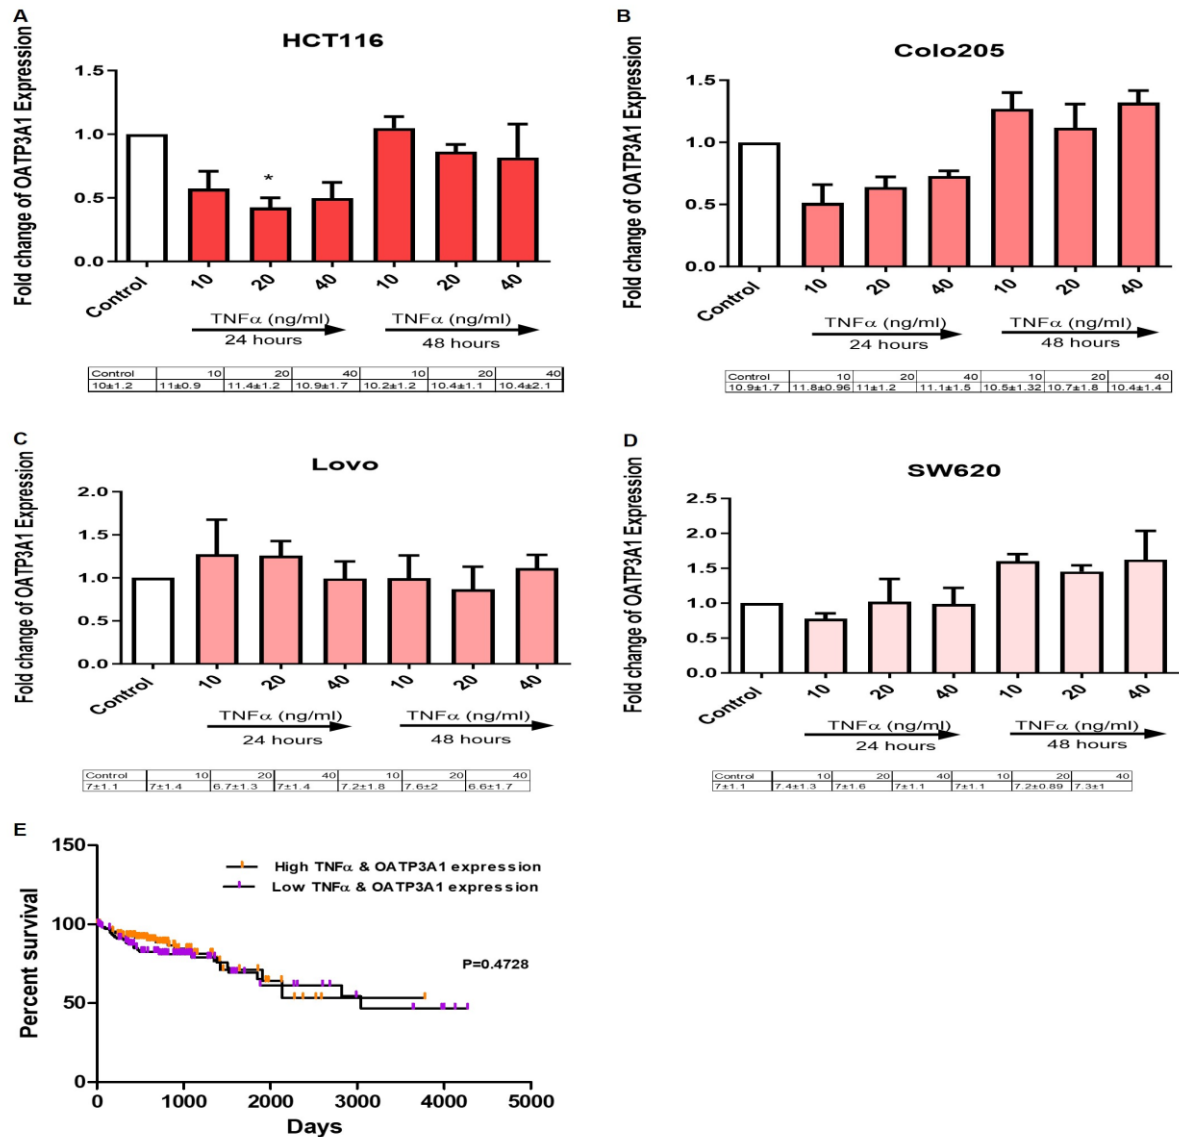 A
HCT116
Fold change of OATP3A1 Expression
1.5
1.0
0.5
0.0
*
Control 10 20 40 10 20 40
TNFα (ng/ml) TNFα (ng/ml)
24 hours 48 hours
Control 10 20 40 10 20 40
10±1.2 11±0.9 11.4±1.2 10.9±1.7 10.2±1.2 10.4±1.1 10.4±2.1
B
Colo205
Fold change of OATP3A1 Expression
1.5
1.0
0.5
0.0
Control 10 20 40 10 20 40
TNFα (ng/ml) TNFα (ng/ml)
24 hours 48 hours
Control 10 20 40 10 20 40
10.9±1.7 11.8±0.96 11±1.2 11.1±1.5 10.5±1.32 10.7±1.8 10.4±1.4
C
Lovo
Fold change of OATP3A1 Expression
2.0
1.5
1.0
0.5
0.0
Control 10 20 40 10 20 40
TNFα (ng/ml) TNFα (ng/ml)
24 hours 48 hours
Control 10 20 40 10 20 40
7±1.1 7±1.4 6.7±1.3 7±1.4 7.2±1.8 7.6±2 6.6±1.7
D
SW620
Fold change of OATP3A1 Expression
2.5
2.0
1.5
1.0
0.5
0.0
Control 10 20 40 10 20 40
TNFα (ng/ml) TNFα (ng/ml)
24 hours 48 hours
Control 10 20 40 10 20 40
7±1.1 7.4±1.3 7±1.6 7±1.1 7±1.1 7.2±0.89 7.3±1
E
Percent survival
150
100
50
0
High TNFα & OATP3A1 expression
Low TNFα & OATP3A1 expression
P=0.4728
0 1000 2000 3000 4000 5000
Days